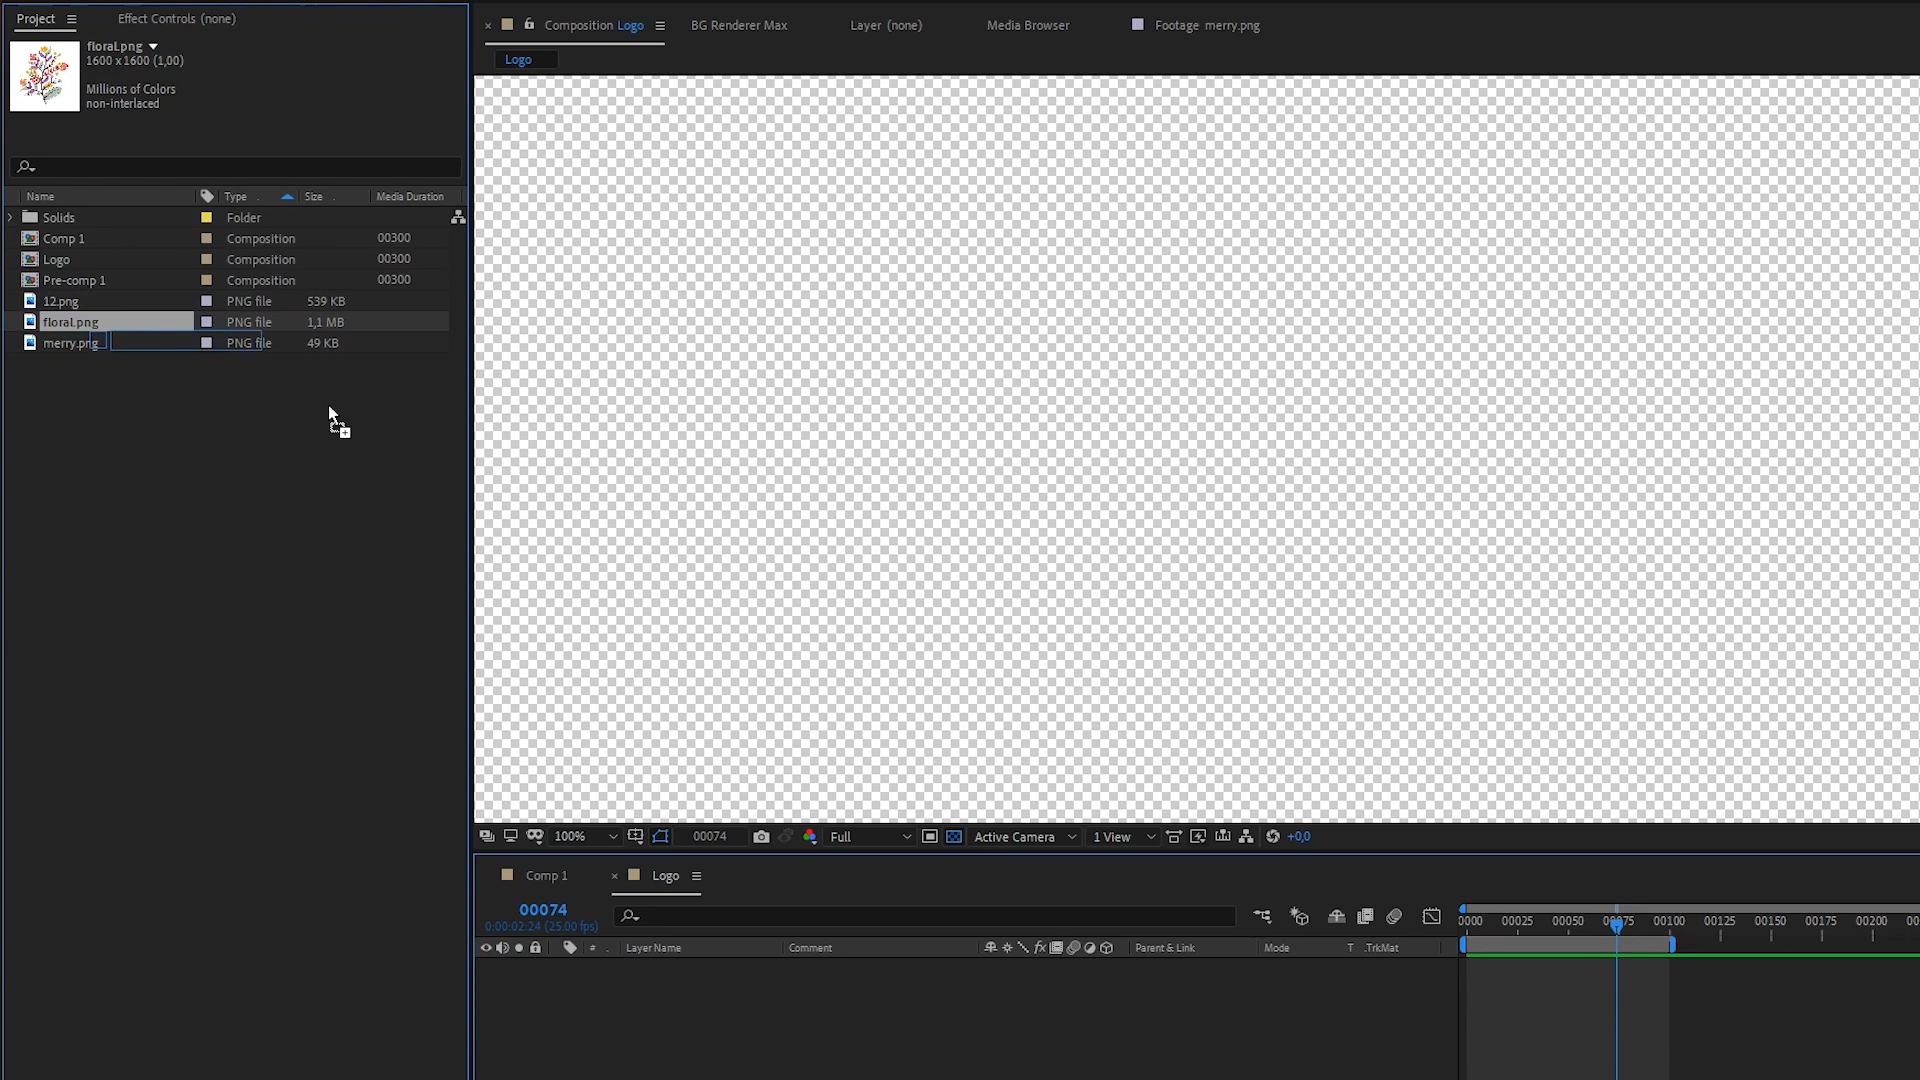 Project
Effect Controls (none)
floral.png
1600 x 1600 (1,00)
Millions of Colors
non-interlaced
Name
Type
Size
Media Duration
Solids
Folder
Comp 1
Composition
00300
Logo
Composition
00300
Pre-comp 1
Composition
00300
12.png
PNG file
539 KB
floral.png
PNG file
1,1 MB
merry.png
PNG file
49 KB
Composition Logo
BG Renderer Max
Layer (none)
Media Browser
Footage merry.png
Logo
100%
00074
Full
Active Camera
1 View
+0,0
Comp 1
Logo
00074
0:00:02:24 (25.00 fps)
# . Layer Name
Comment
fx
Parent & Link
Mode
T .TrkMat
0000 00025 00050 00075 00100 00125 00150 00175 00200 00